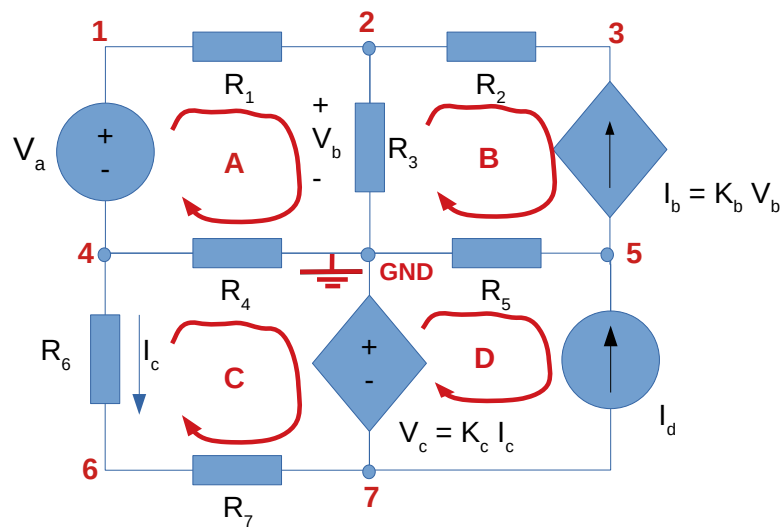 1
2
3
R1
R2
+
Vb
-
R3
Va
+
-
A
B
Ib = Kb Vb
4
GND
5
R4
R5
R6
Ic
C
+
-
D
Vc = Kc Ic
Id
6
R7
7